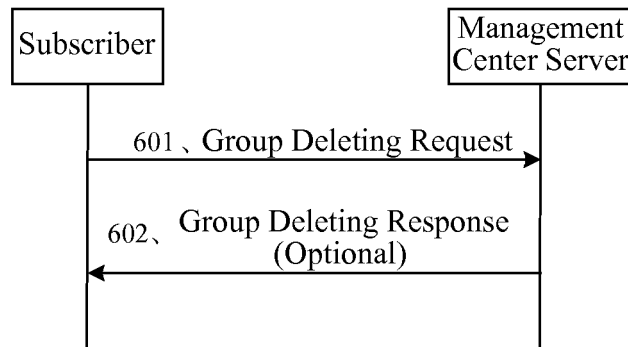 Subscriber
Management
Center Server
601、Group Deleting Request
602、Group Deleting Response
(Optional)